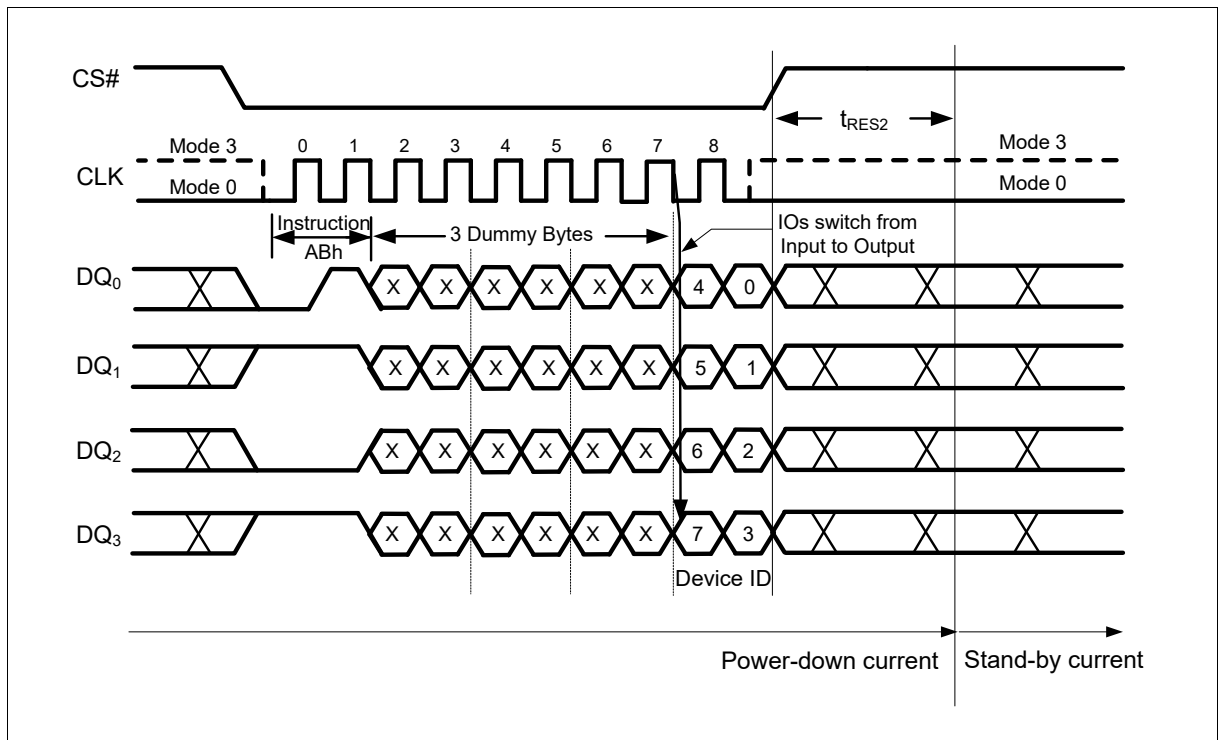 CS#
tRES2
Mode 3 0 1 2 3 4 5 6 7 8 Mode 3
CLK
Mode 0 Mode 0
Instruction 3 Dummy Bytes IOs switch from
ABh Input to Output
DQ0 X X X X X X 4 0
DQ1 X X X X X X 5 1
DQ2 X X X X X X 6 2
DQ3 X X X X X X 7 3
Device ID
Power-down current Stand-by current